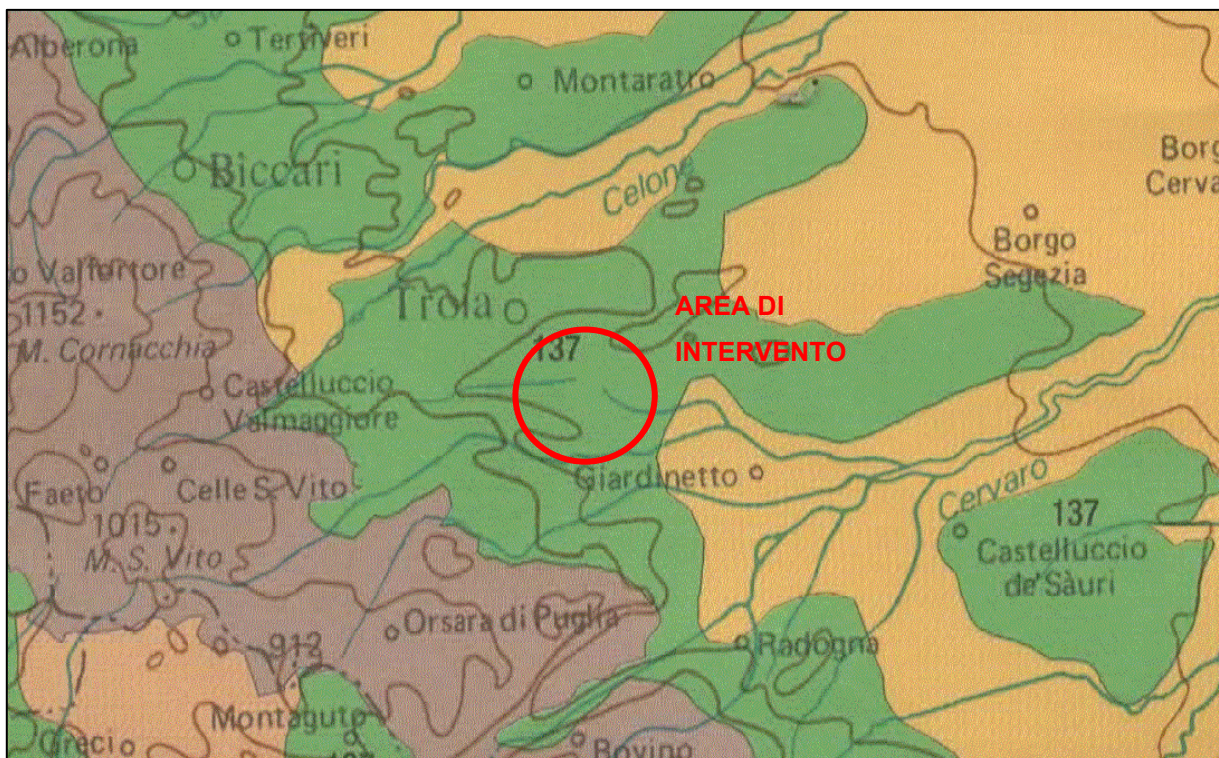 Alberona
Tertiveri
Montaratro
Biccari
Celone
Borg
Cerva
Borgo
Segezia
Valfortore
1152
M. Cornacchia
Troia
AREA DI
INTERVENTO
137
Castelluccio
Valmaggiore
Giardinetto
Faeto
Celle S. Vito
1015
M. S. Vito
Cervaro
137
Castelluccio
de' Sàuri
Orsara di Puglia
912
Radogna
Montaguto
Greci
Bovino